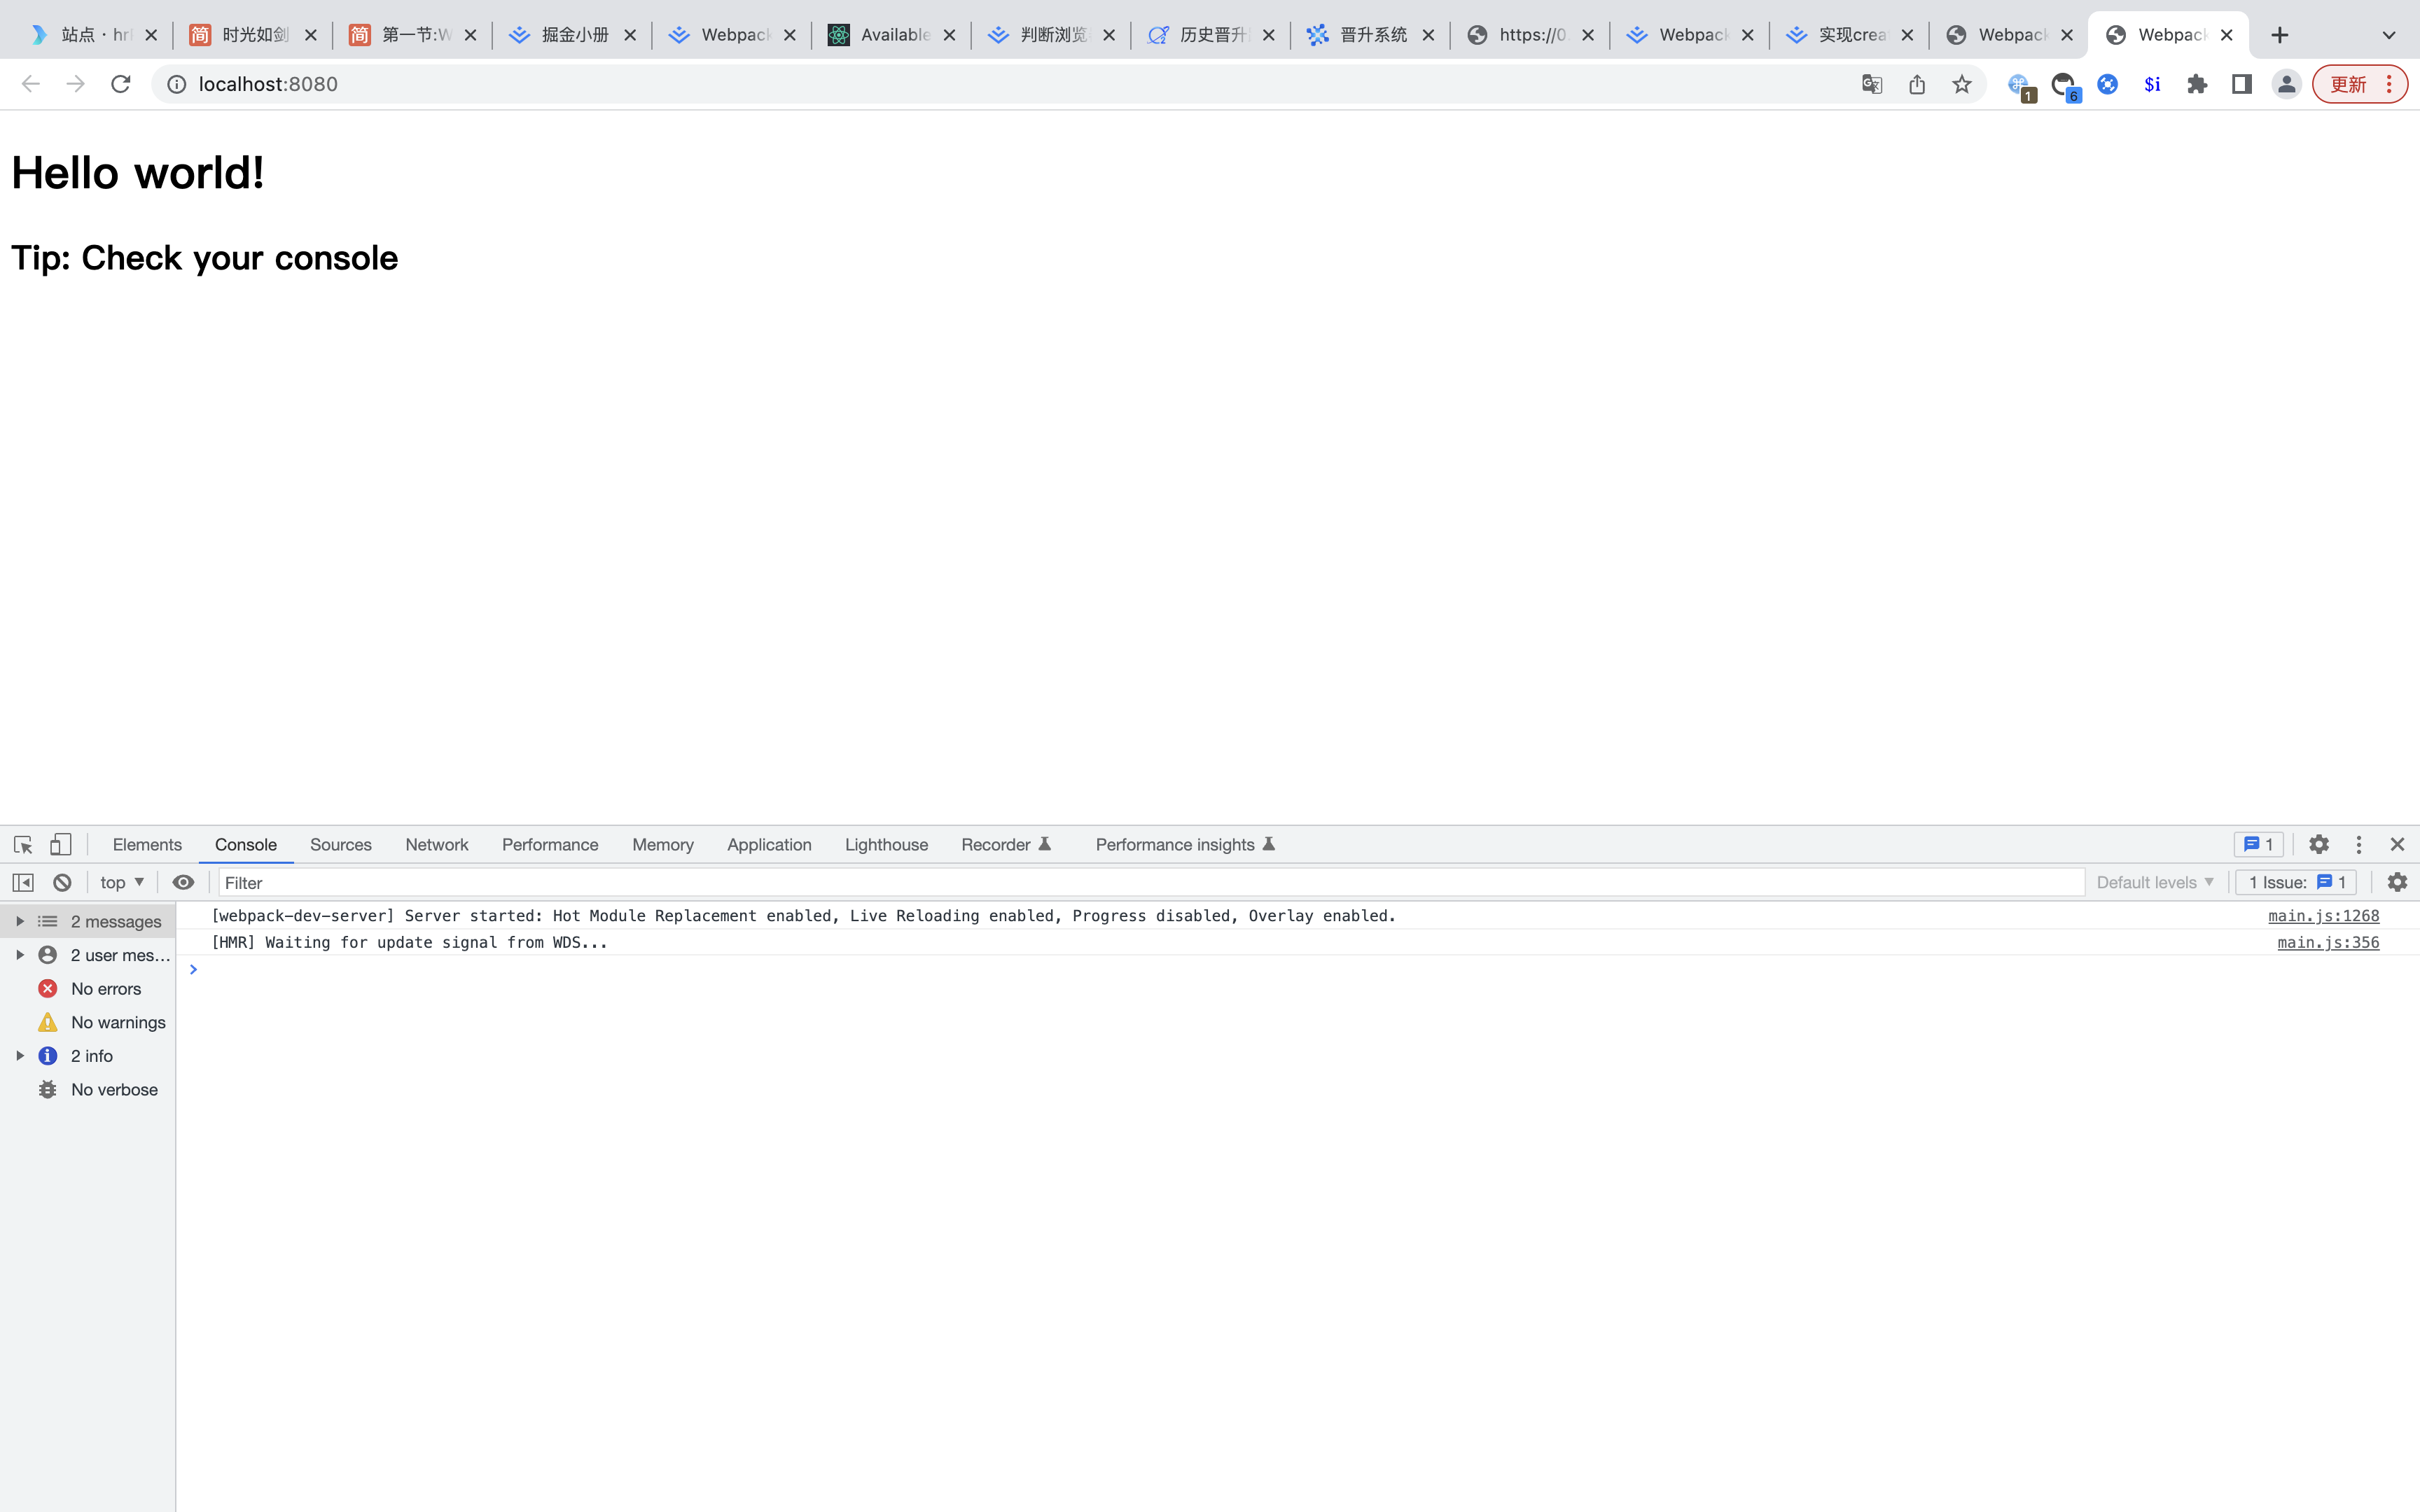 站点 · hrl
简 时光如剑
简 第一节:W
掘金小册
Webpack
Available
判断浏览
历史晋升
晋升系统
https://0.
Webpack
实现crea
Webpack
Webpack
localhost:8080
1
6
$i
更新
Hello world!
Tip: Check your console
Elements Console Sources Network Performance Memory Application Lighthouse Recorder Performance insights 1
top Filter Default levels 1 Issue: 1
2 messages
2 user mes...
No errors
No warnings
2 info
No verbose
[webpack-dev-server] Server started: Hot Module Replacement enabled, Live Reloading enabled, Progress disabled, Overlay enabled. main.js:1268
[HMR] Waiting for update signal from WDS... main.js:356